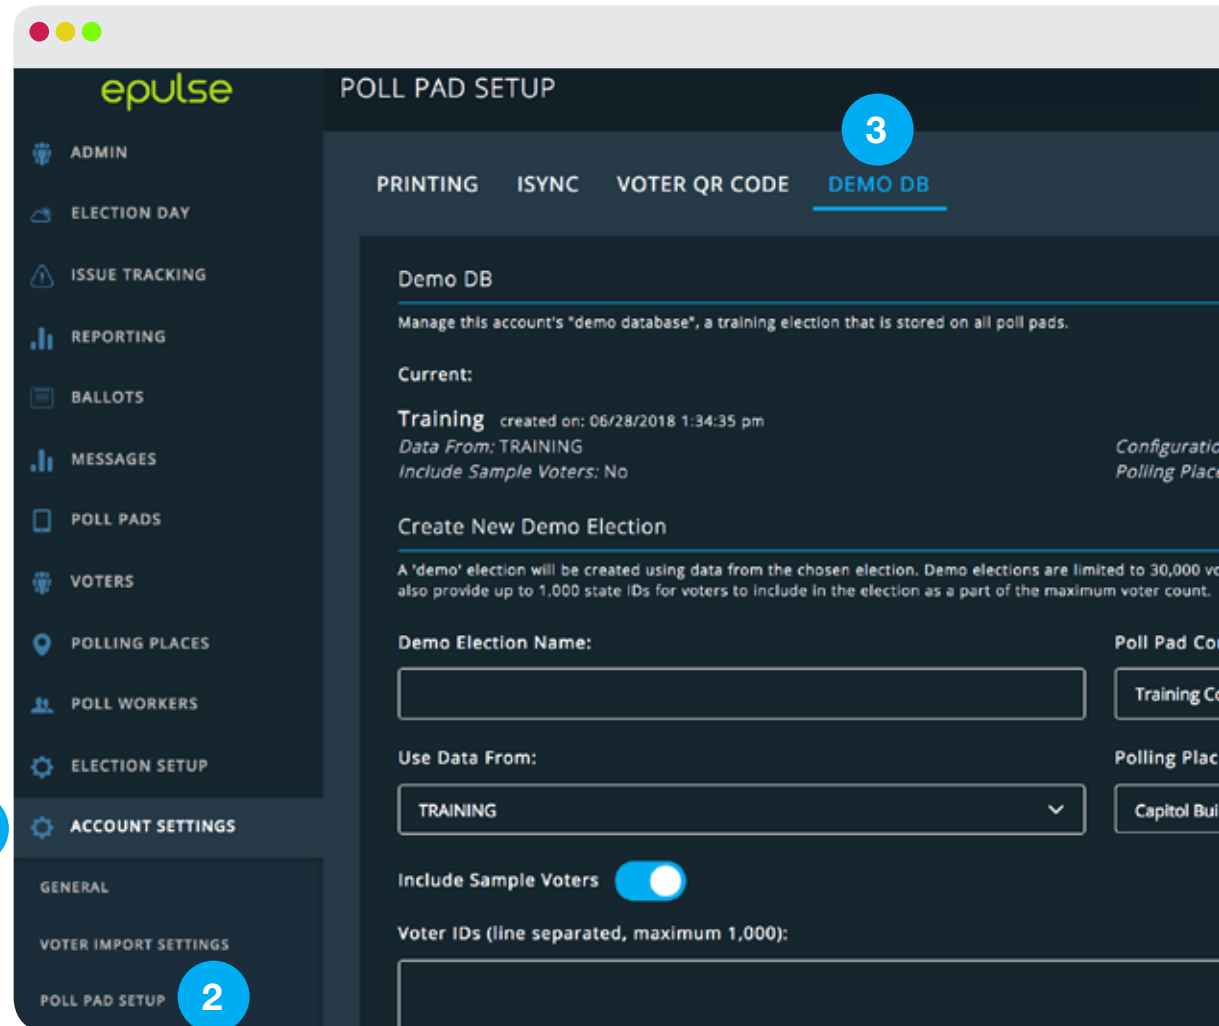 epulse
POLL PAD SETUP
3
ADMIN
PRINTING ISYNC VOTER QR CODE DEMO DB
ELECTION DAY
ISSUE TRACKING
Demo DB
Manage this account's "demo database", a training election that is stored on all poll pads.
REPORTING
Current:
BALLOTS
Training created on: 06/28/2018 1:34:35 pm
Data From: TRAINING
MESSAGES
Include Sample Voters: No
POLL PADS
Create New Demo Election
A 'demo' election will be created using data from the chosen election. Demo elections are limited to 30,000
VOTERS
also provide up to 1,000 state IDs for voters to include in the election as a part of the maximum voter count.
POLLING PLACES
Demo Election Name: Poll Pad
POLL WORKERS
Training
ELECTION SETUP
Use Data From: Polling
TRAINING Capitol
ACCOUNT SETTINGS
GENERAL
Include Sample Voters
VOTER IMPORT SETTINGS
Voter IDs (line separated, maximum 1,000):
POLL PAD SETUP 2